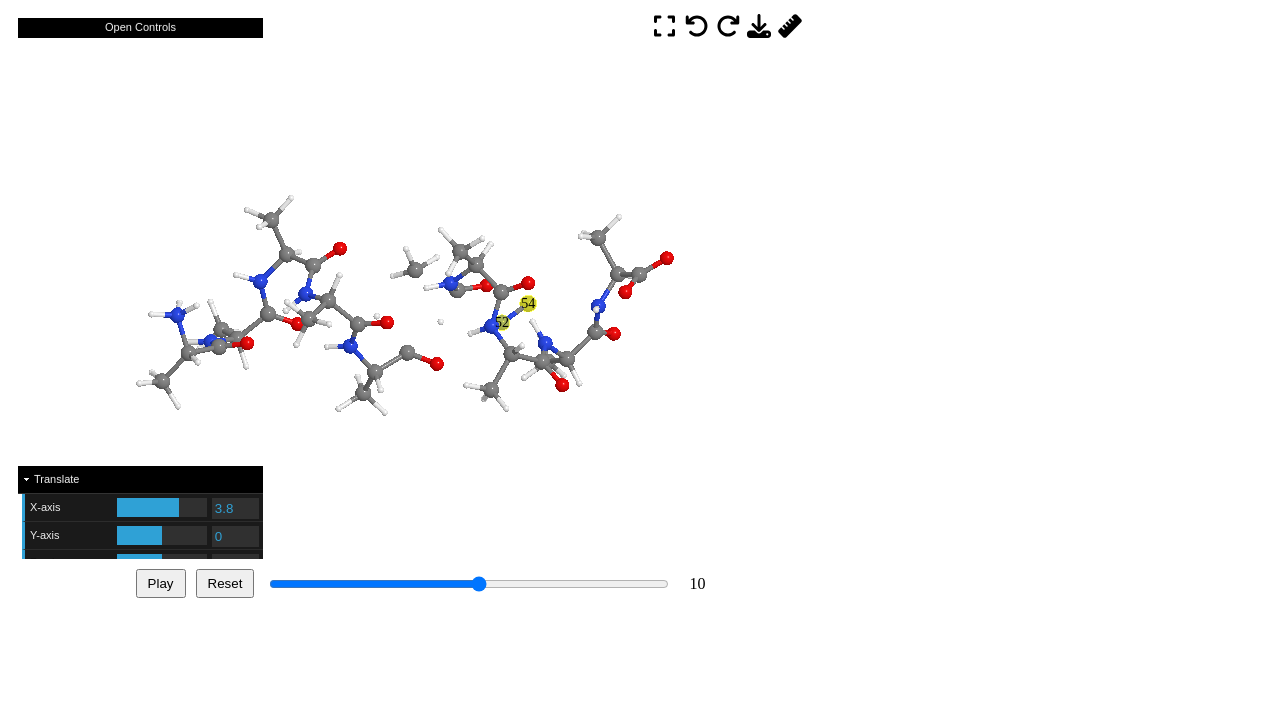 Open Controls
54
52
Translate
X-axis 3.8
Y-axis 0
Play Reset 10